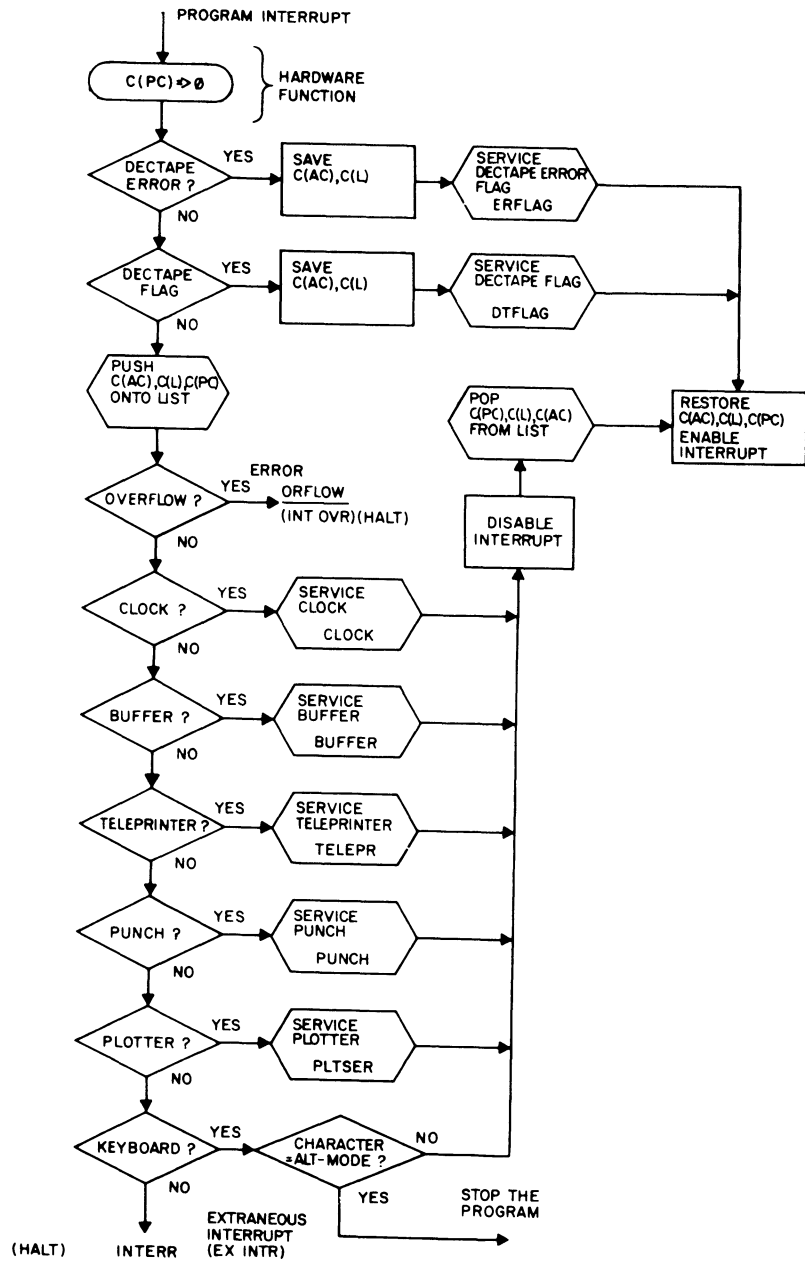 PROGRAM INTERRUPT
C(PC)=>0
HARDWARE
FUNCTION
DECTAPE
ERROR ?
YES
NO
SAVE
C(AC),C(L)
SERVICE
DECTAPE ERROR
FLAG
ERFLAG
DECTAPE
FLAG
YES
NO
SAVE
C(AC),C(L)
SERVICE
DECTAPE FLAG
DTFLAG
PUSH
C(AC),C(L),C(PC)
ONTO LIST
POP
C(PC),C(L),C(AC)
FROM LIST
RESTORE
C(AC),C(L),C(PC)
ENABLE
INTERRUPT
OVERFLOW ?
YES
NO
ERROR
ORFLOW
(INT OVR)(HALT)
DISABLE
INTERRUPT
CLOCK ?
YES
NO
SERVICE
CLOCK
CLOCK
BUFFER ?
YES
NO
SERVICE
BUFFER
BUFFER
TELEPRINTER ?
YES
NO
SERVICE
TELEPRINTER
TELEPR
PUNCH ?
YES
NO
SERVICE
PUNCH
PUNCH
PLOTTER ?
YES
NO
SERVICE
PLOTTER
PLTSER
KEYBOARD ?
YES
NO
CHARACTER
=ALT-MODE ?
NO
YES
STOP THE
PROGRAM
(HALT)
INTERR
EXTRANEOUS
INTERRUPT
(EX INTR)